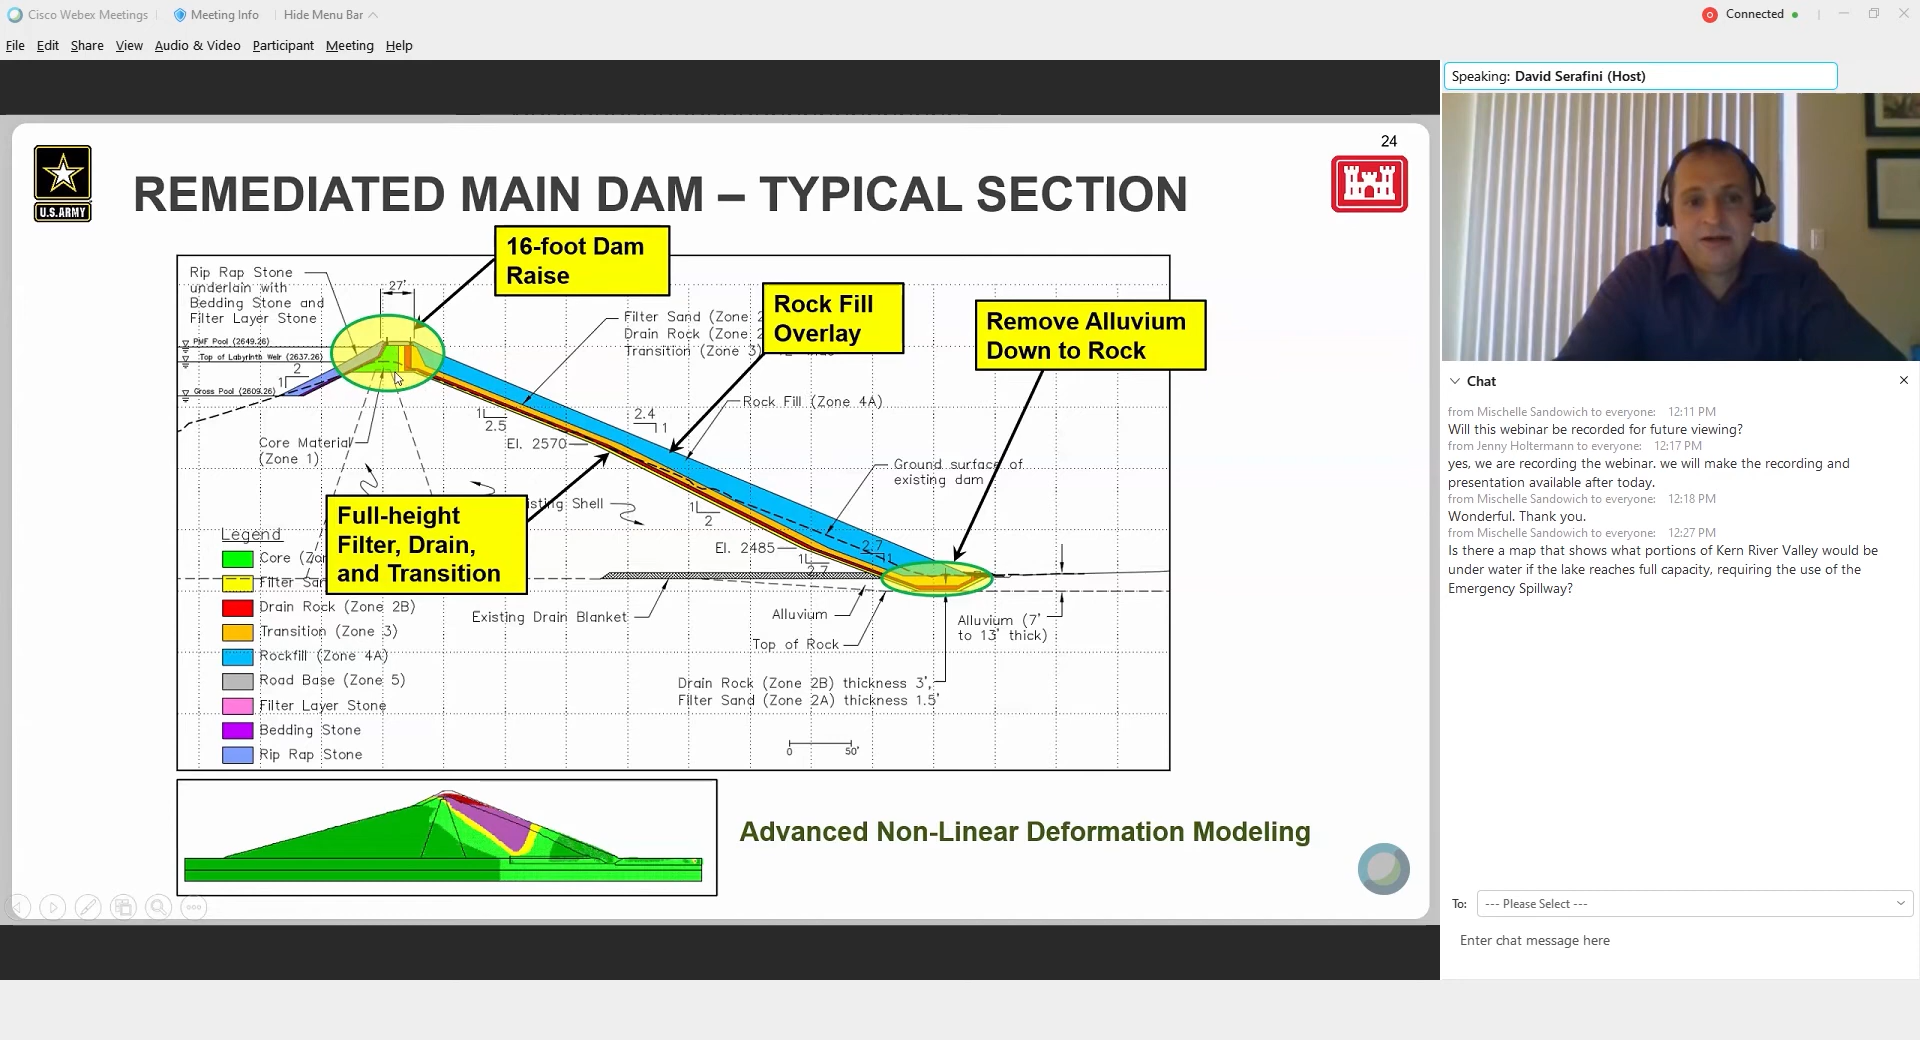 Cisco Webex Meetings
Meeting Info
Hide Menu Bar
Connected
File Edit Share View Audio & Video Participant Meeting Help
Speaking: David Serafini (Host)
24
U.S.ARMY
REMEDIATED MAIN DAM – TYPICAL SECTION
16-foot Dam
Raise
Rock Fill
Overlay
Remove Alluvium
Down to Rock
Full-height
Filter, Drain,
and Transition
Rip Rap Stone
underlain with
Bedding Stone and
Filter Layer Stone
27'
PMF Pool (2649.26)
Top of Labyrinth Weir (2637.26)
Gross Pool (2609.26)
2
1
Filter Sand (Zone 2
Drain Rock (Zone 2
Transition (Zone 3)
Rock Fill (Zone 4A)
2.4
1
1
2.5
El. 2570
Core Material
(Zone 1)
Ground surface of
existing dam
sting Shell
1
2
El. 2485
2.7
1
1
2.7
Existing Drain Blanket
Alluvium
Top of Rock
Alluvium (7'
to 13' thick)
Drain Rock (Zone 2B) thickness 3',
Filter Sand (Zone 2A) thickness 1.5'
0 50'
Legend
Core (Zon
Filter San
Drain Rock (Zone 2B)
Transition (Zone 3)
Rockfill (Zone 4A)
Road Base (Zone 5)
Filter Layer Stone
Bedding Stone
Rip Rap Stone
Advanced Non-Linear Deformation Modeling
Chat
from Mischelle Sandowich to everyone: 12:11 PM
Will this webinar be recorded for future viewing?
from Jenny Holtermann to everyone: 12:17 PM
yes, we are recording the webinar. we will make the recording and
presentation available after today.
from Mischelle Sandowich to everyone: 12:18 PM
Wonderful. Thank you.
from Mischelle Sandowich to everyone: 12:27 PM
Is there a map that shows what portions of Kern River Valley would be
under water if the lake reaches full capacity, requiring the use of the
Emergency Spillway?
To: --- Please Select ---
Enter chat message here